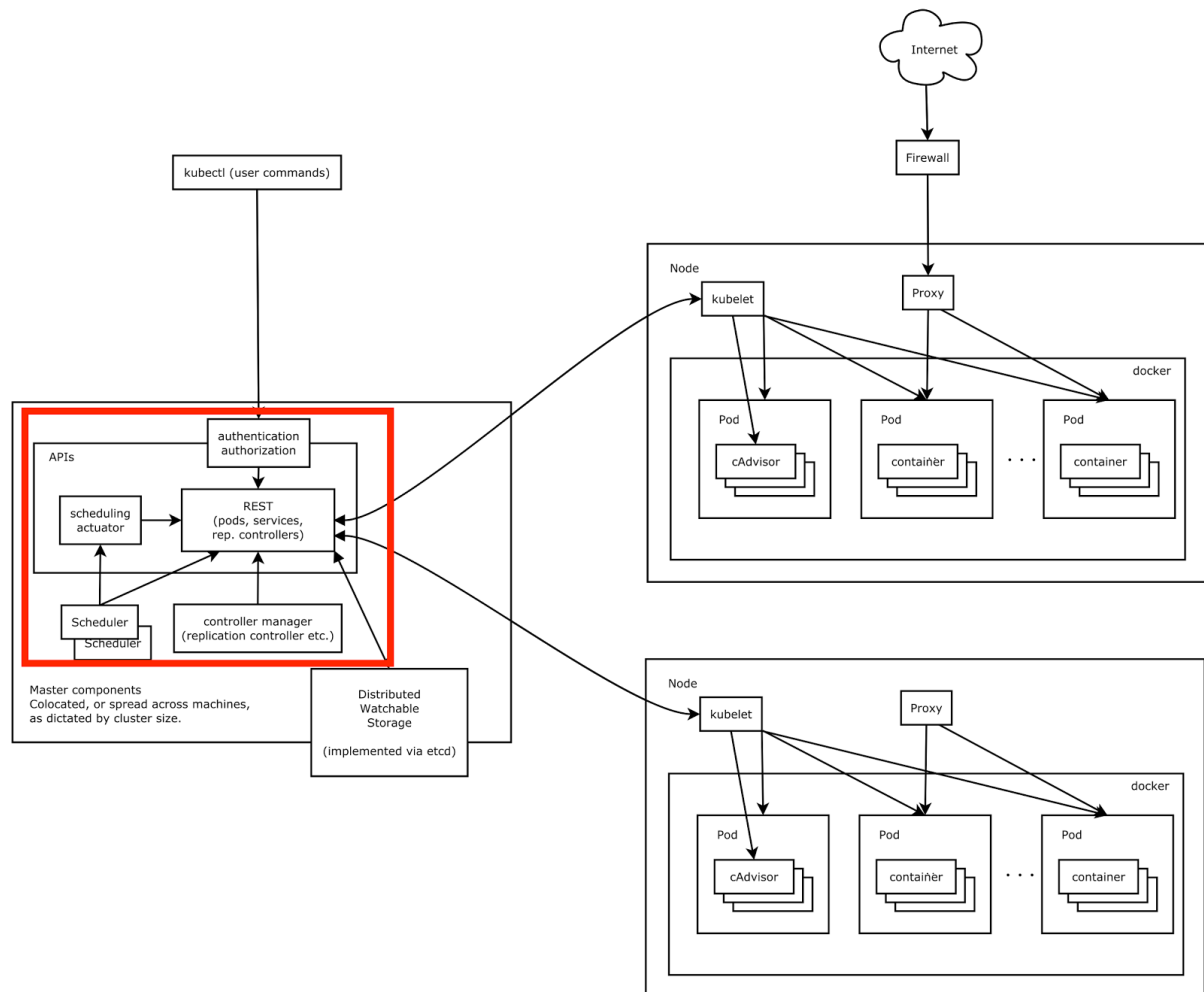 Internet
Firewall
kubectl (user commands)
Node
kubelet
Proxy
docker
Pod
cAdvisor
Pod
container
. . .
Pod
container
authentication
authorization
APIs
scheduling
actuator
REST
(pods, services,
rep. controllers)
Scheduler
Scheduler
controller manager
(replication controller etc.)
Master components
Colocated, or spread across machines,
as dictated by cluster size.
Distributed
Watchable
Storage
(implemented via etcd)
Node
kubelet
Proxy
docker
Pod
cAdvisor
Pod
container
. . .
Pod
container